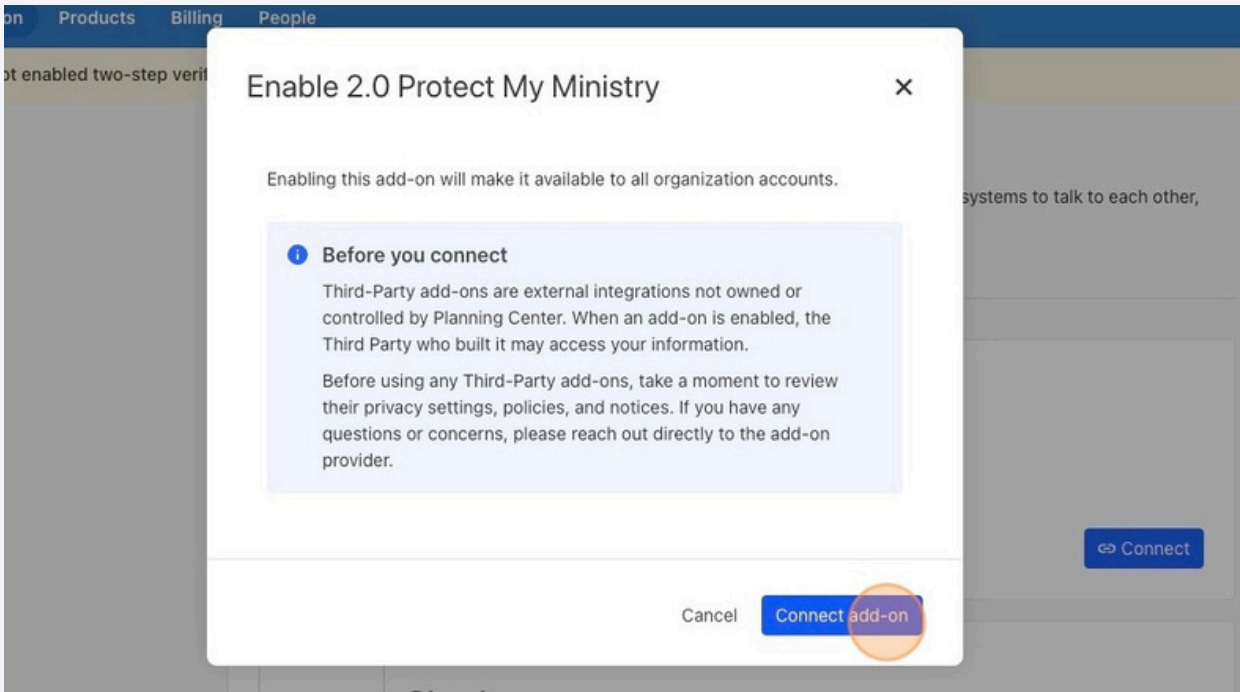 on Products Billing People
ot enabled two-step verif
Enable 2.0 Protect My Ministry
Enabling this add-on will make it available to all organization accounts.
systems to talk to each other,
Before you connect
Third-Party add-ons are external integrations not owned or
controlled by Planning Center. When an add-on is enabled, the
Third Party who built it may access your information.
Before using any Third-Party add-ons, take a moment to review
their privacy settings, policies, and notices. If you have any
questions or concerns, please reach out directly to the add-on
provider.
Connect
Cancel Connect add-on